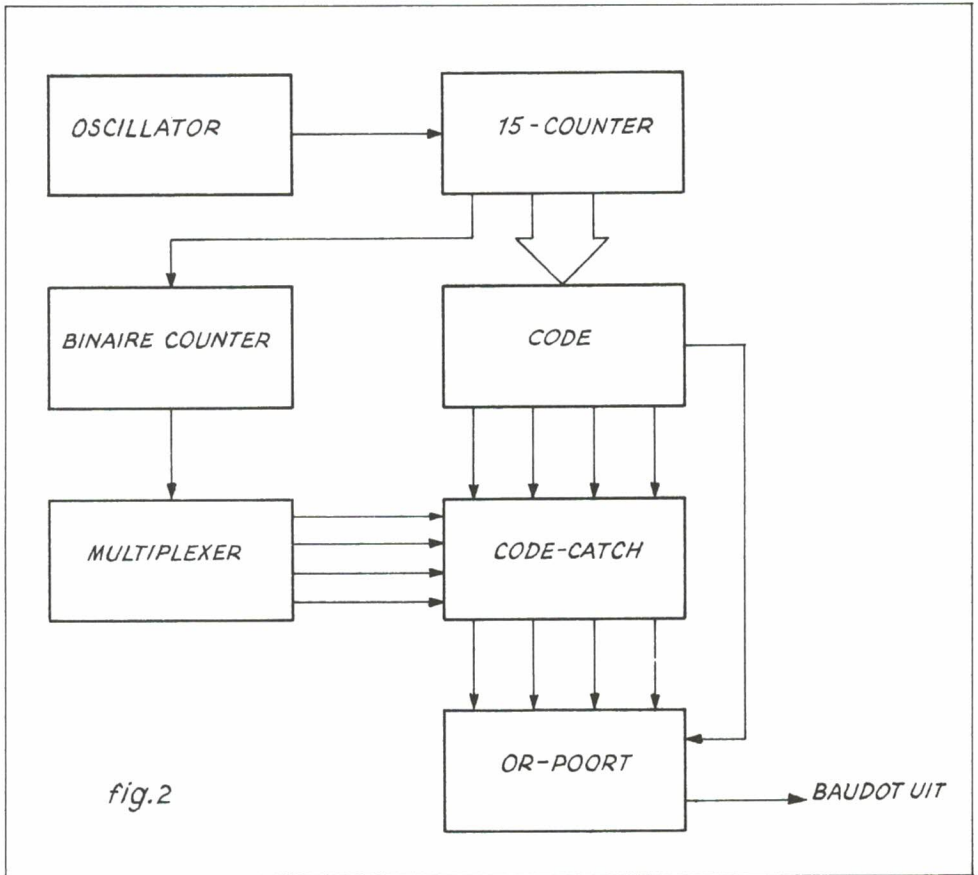 OSCILLATOR
15-COUNTER
BINAIRE COUNTER
CODE
MULTIPLEXER
CODE-CATCH
OR-POORT
BAUDOT UIT
fig.2